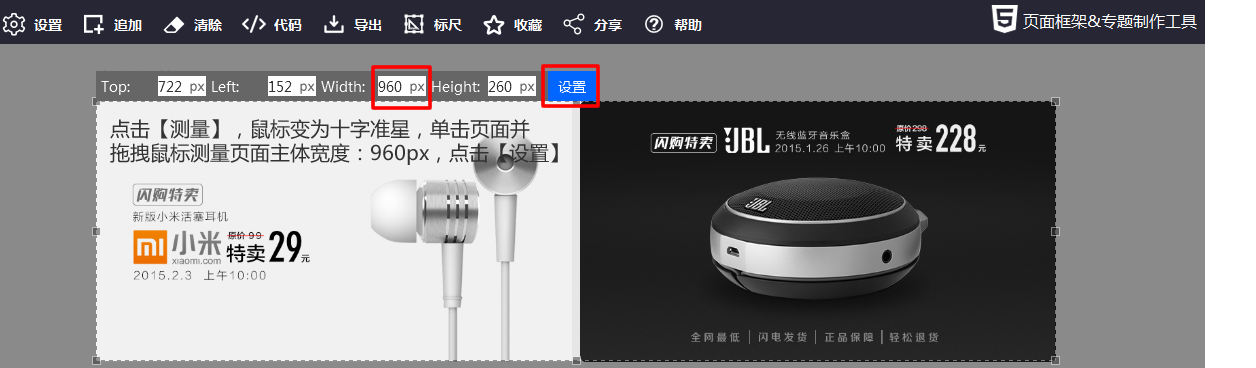 设置 追加 清除 代码 导出 标尺 收藏 分享 帮助 页面框架&专题制作工具
Top: 722 px Left: 152 px Width: 960 px Height: 260 px 设置
点击【测量】，鼠标变为十字准星，单击页面并
拖拽鼠标测量页面主体宽度：960px，点击【设置】
闪购特卖
新版小米活塞耳机
mi 小米 xiaomi.com 原价99 特卖29元
2015.2.3 上午10:00
闪购特卖 JBL 无线蓝牙音乐盒 原价298
2015.1.26 上午10:00 特卖228元
JBL
全网最低 | 闪电发货 | 正品保障 | 轻松退货